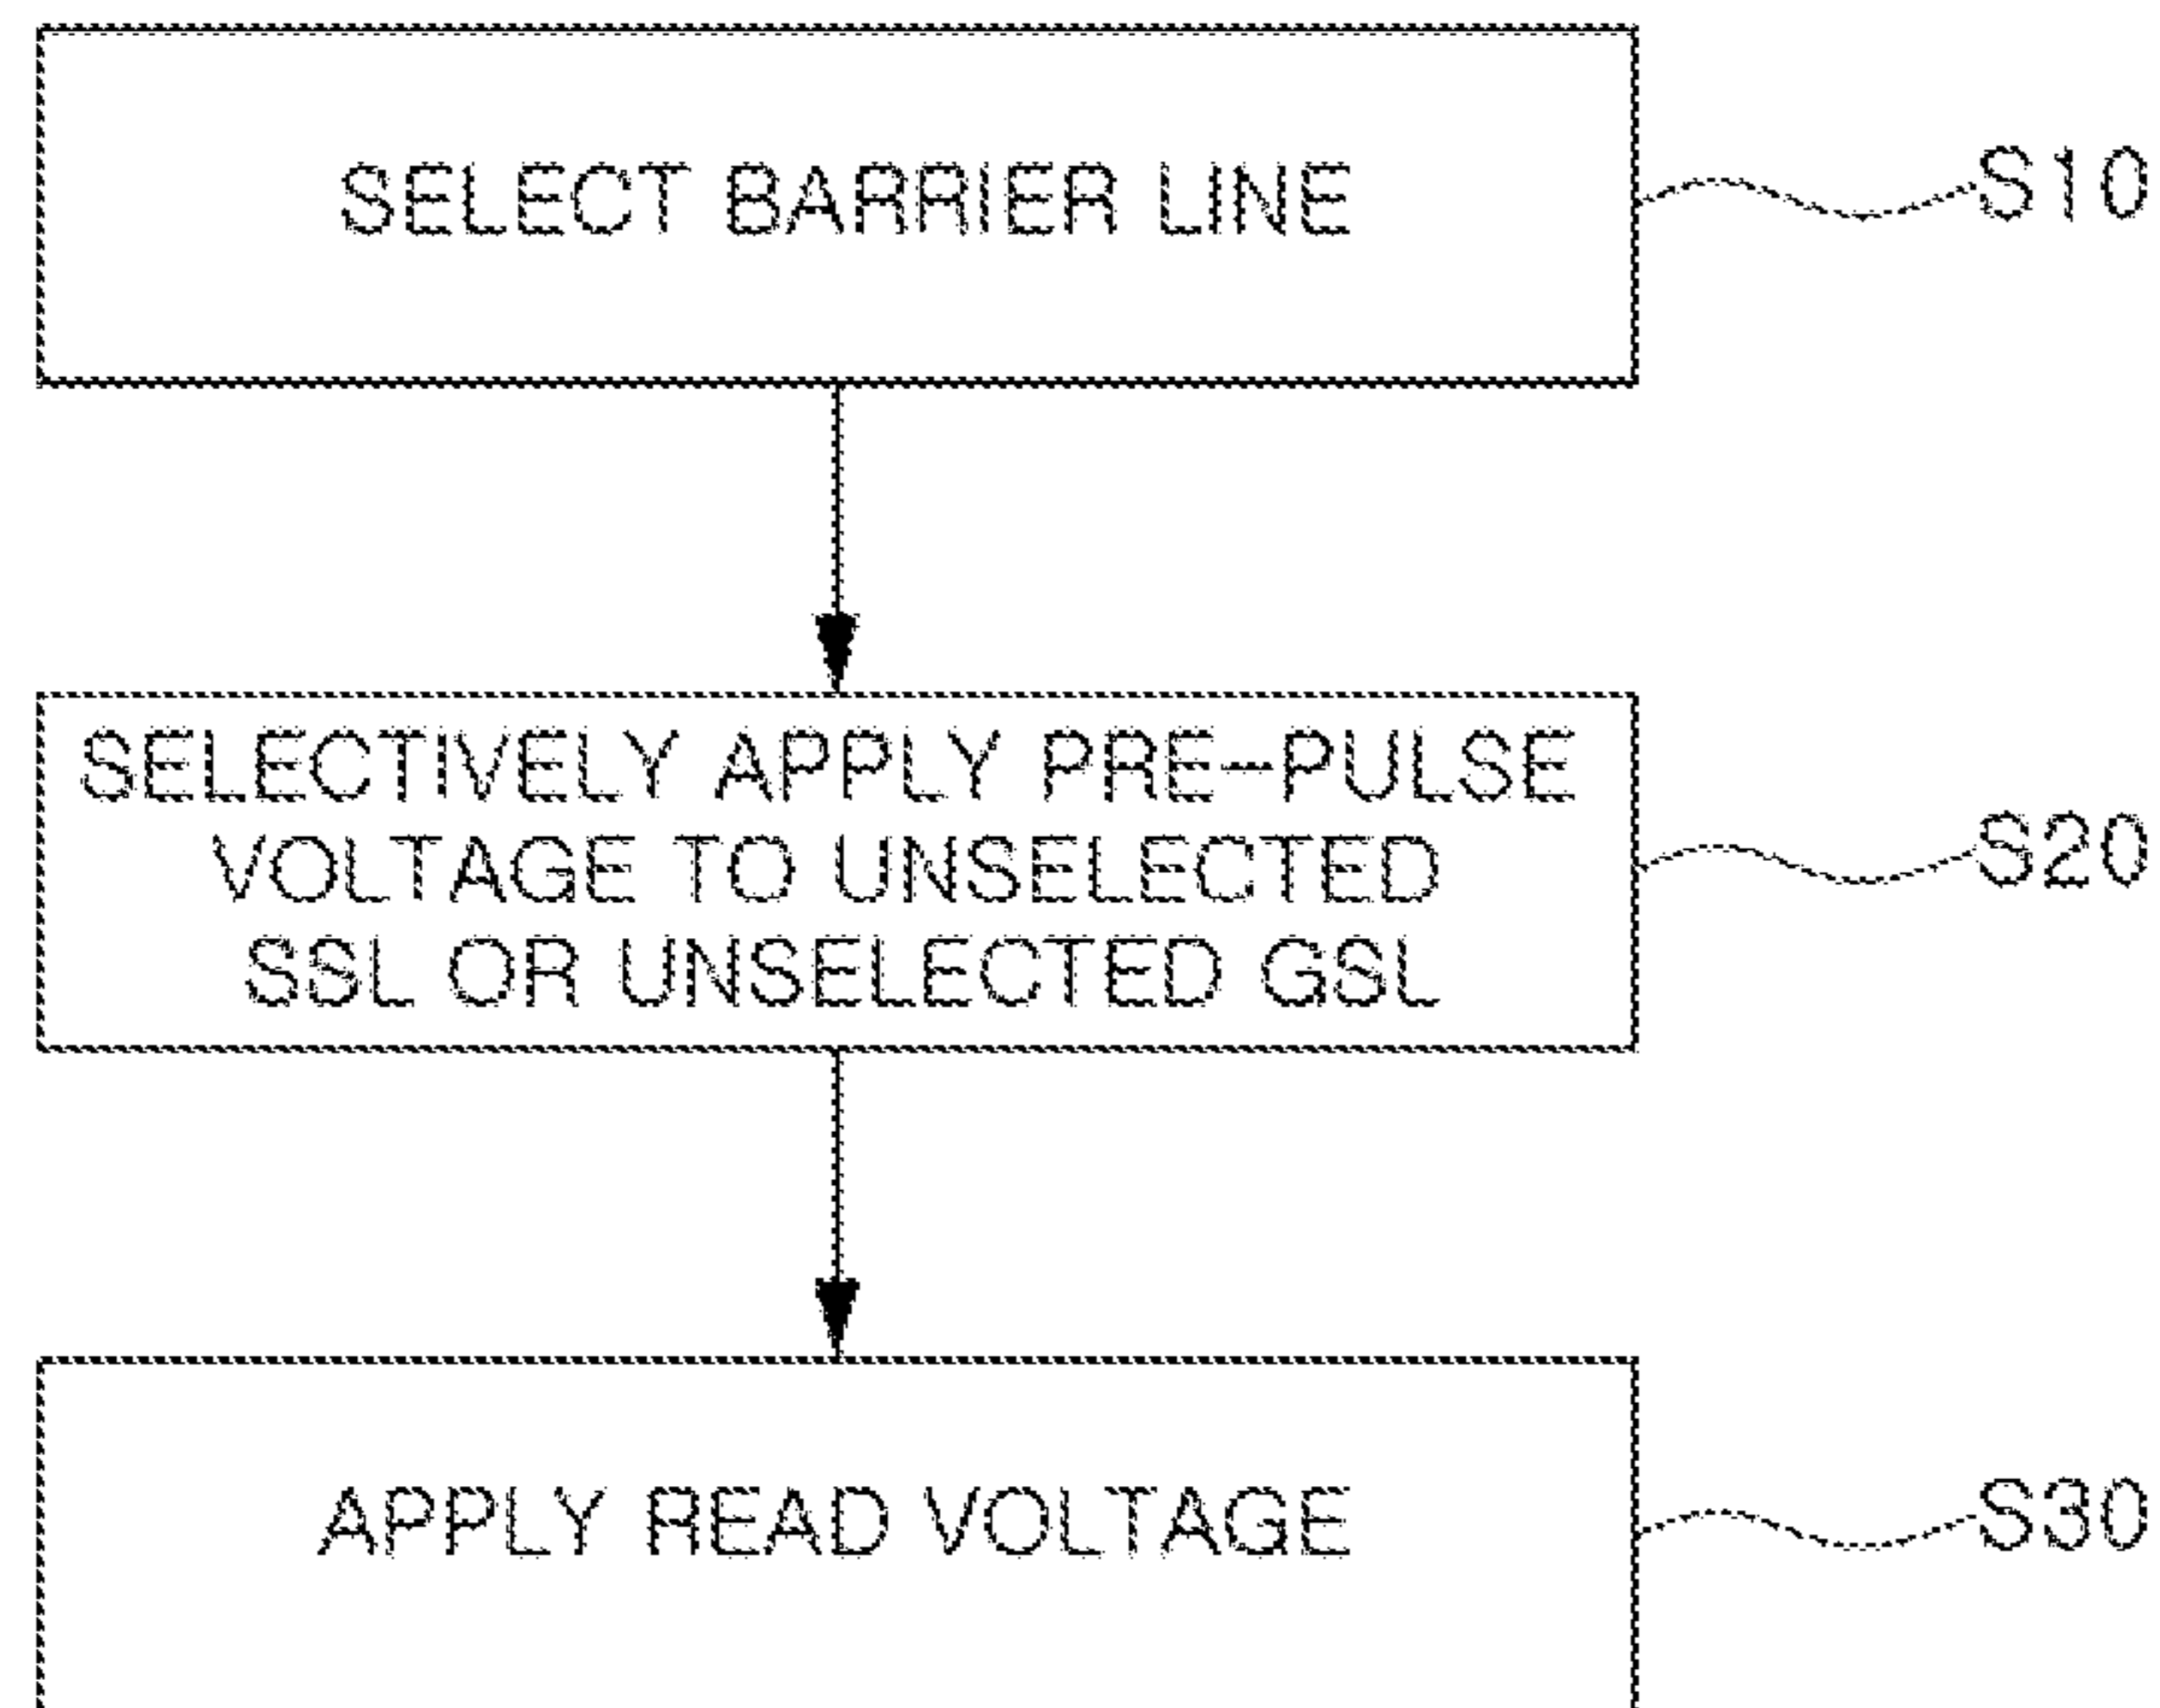 SELECT BARRIER LINE
S10
SELECTIVELY APPLY PRE-PULSE
VOLTAGE TO UNSELECTED
SSL OR UNSELECTED GSL
S20
APPLY READ VOLTAGE
S30